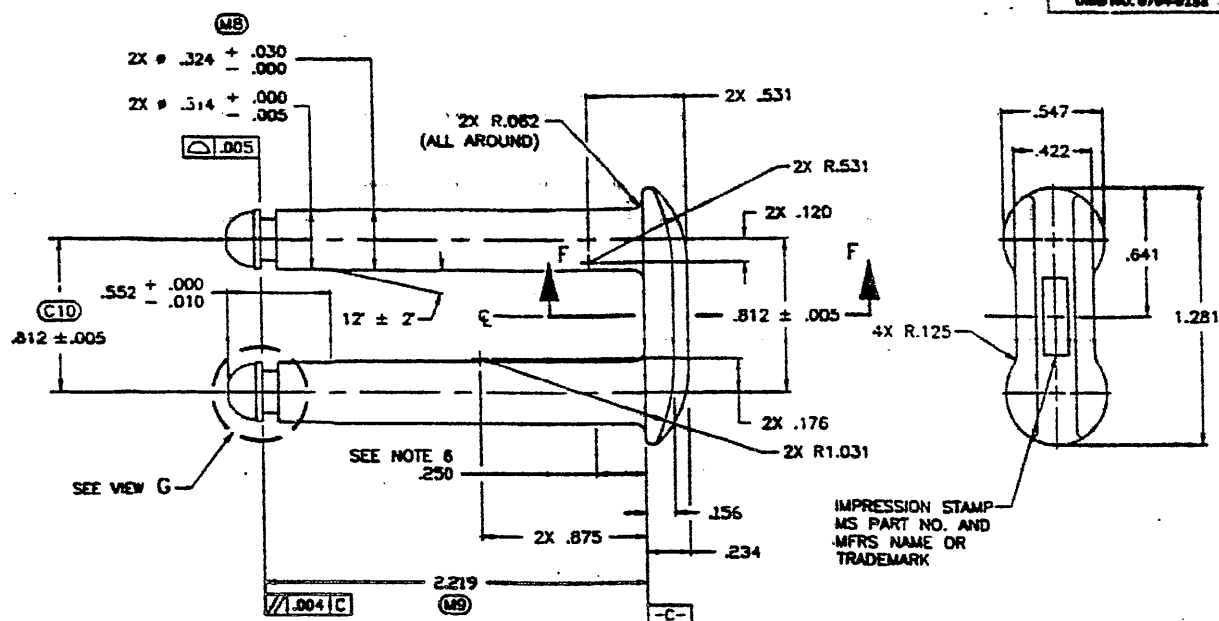 M8
2X ⌀ .324 + .030
- .000
2X ⌀ .314 + .000
- .005
⌓ .005
2X R.062
(ALL AROUND)
2X .531
2X R.531
2X .120
.547
.422
.641
1.281
F
F
.552 + .000
- .010
C10
.812 ±.005
12° ± 2°
℄
.812 ± .005
4X R.125
2X .176
2X R1.031
SEE NOTE 6
.250
SEE VIEW G
.156
2X .875
.234
IMPRESSION STAMP
MS PART NO. AND
MFRS NAME OR
TRADEMARK
2.219
// .004 C
M9
-C-